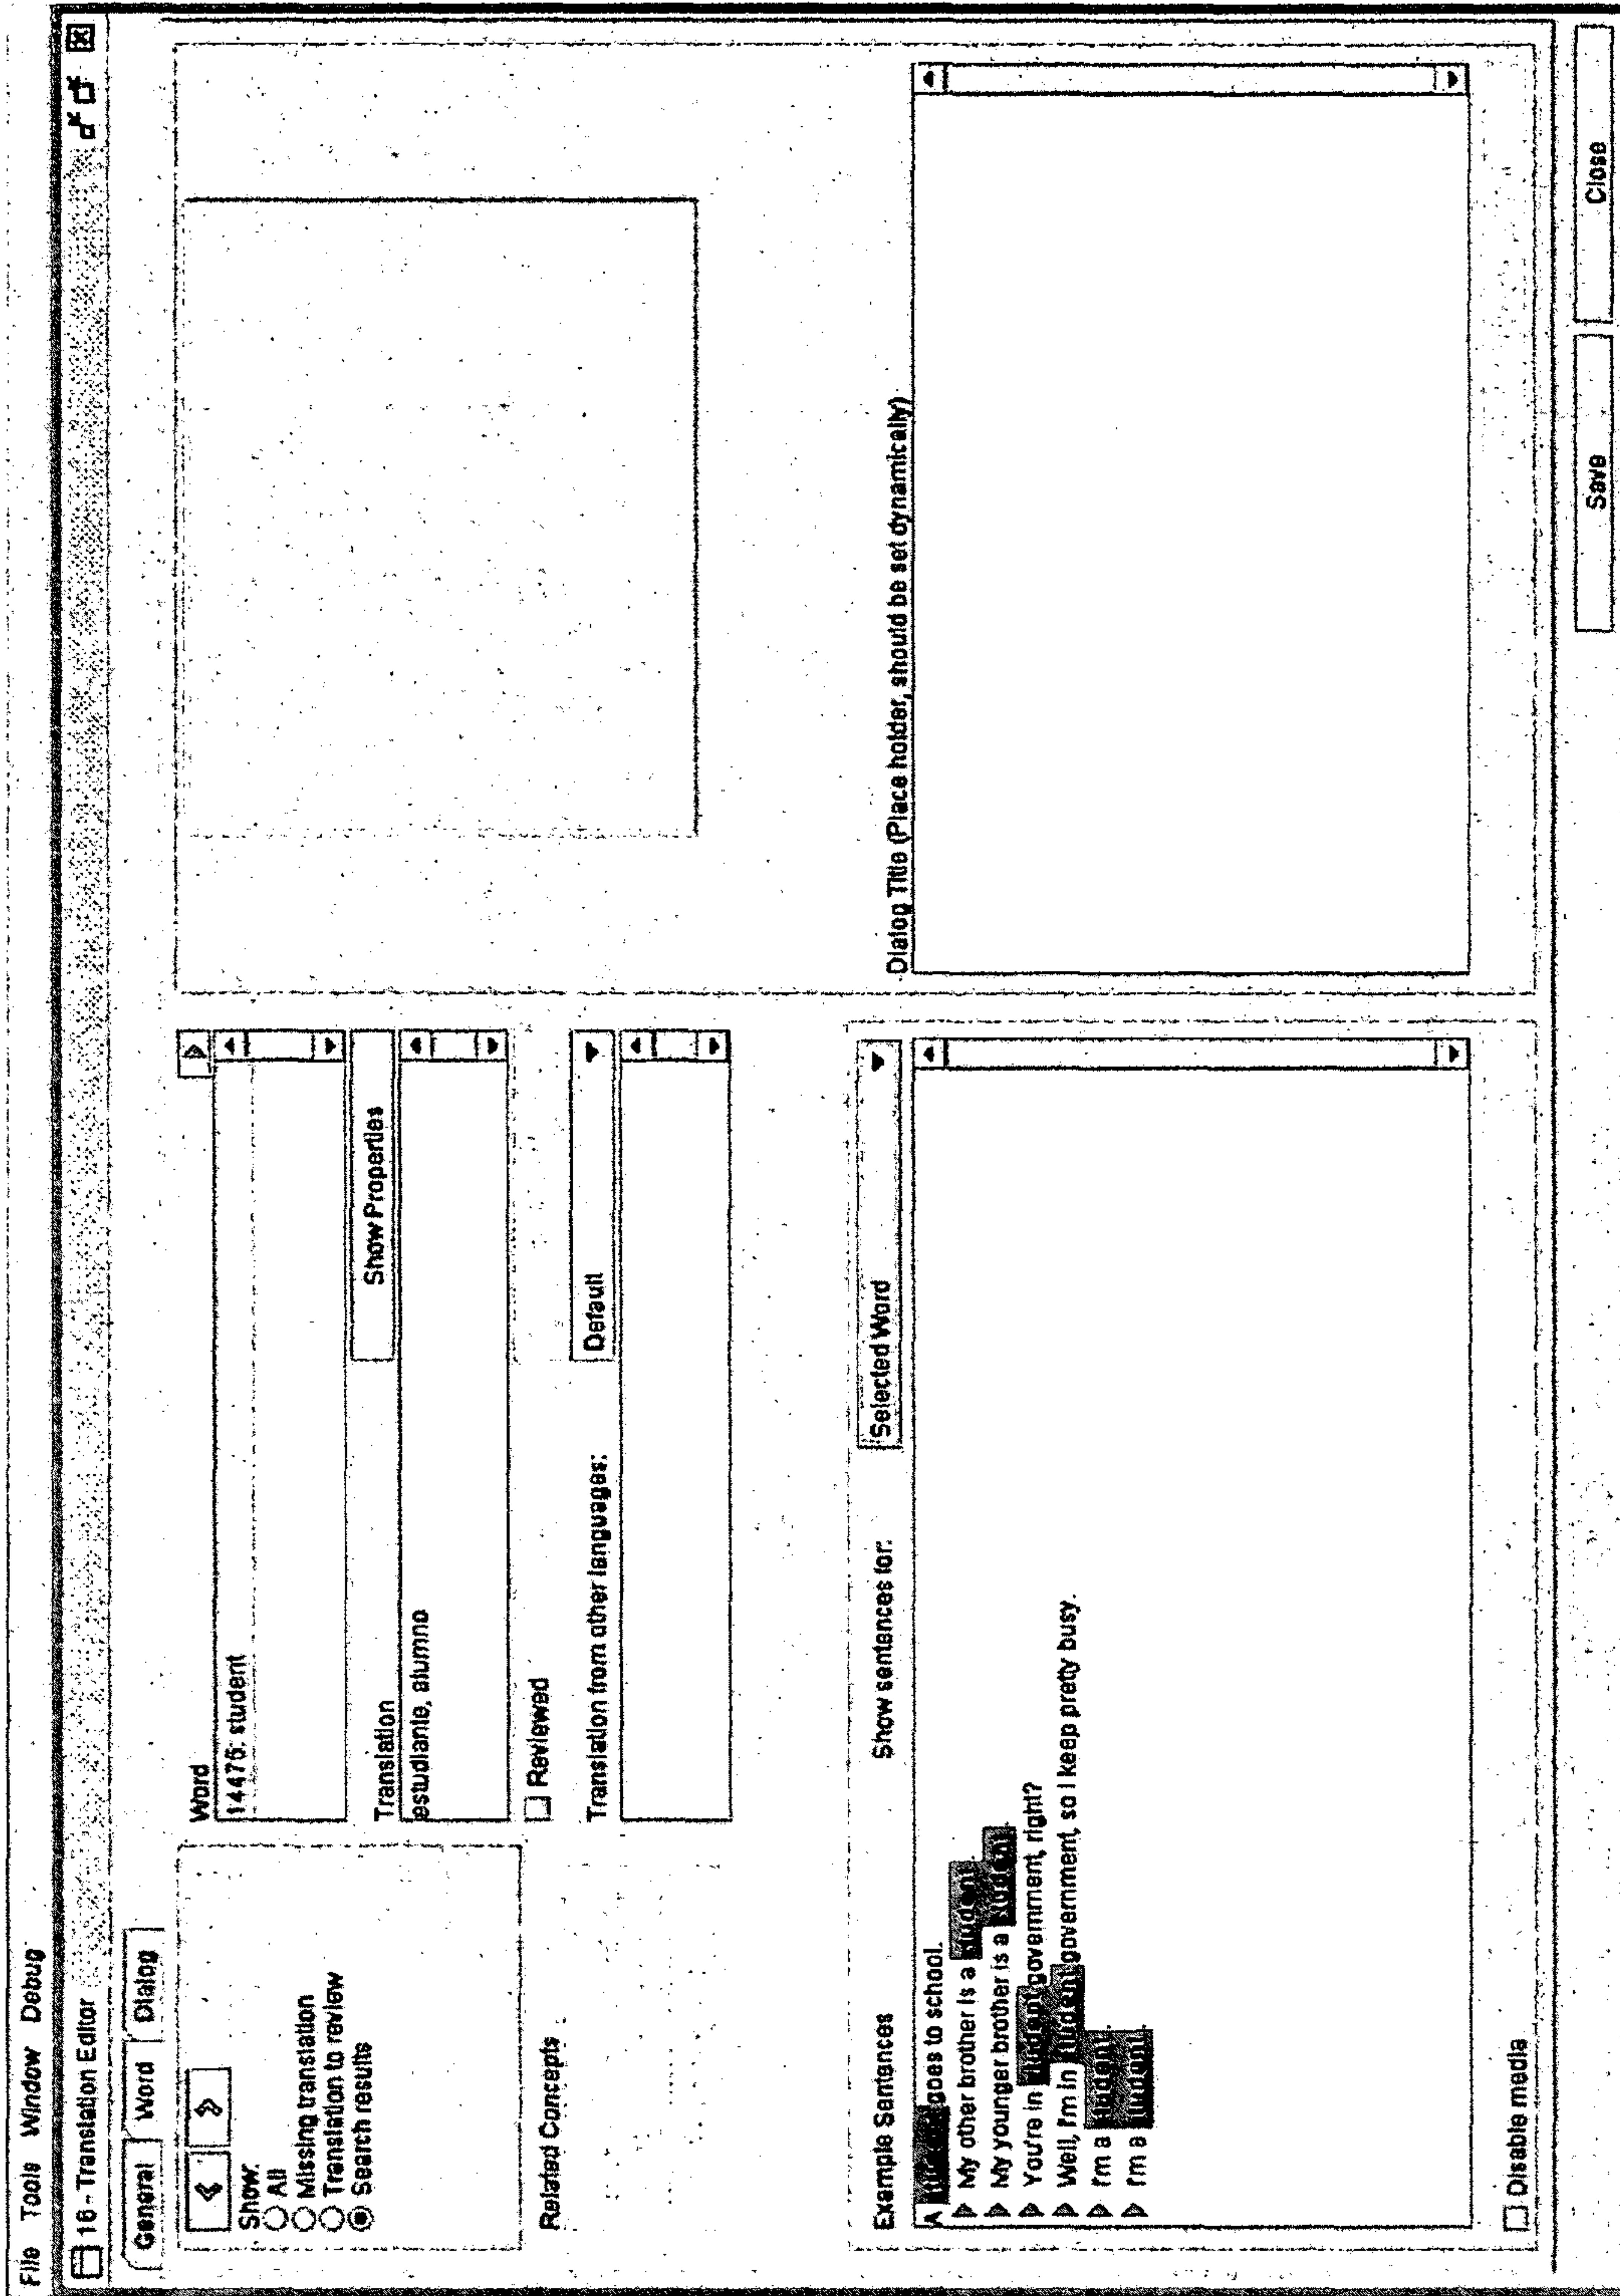 File Tools Window Debug
16 - Translation Editor
General Word Dialog
Show:
All
Missing translation
Translation to review
Search results
Related Concepts
Word
14475: student
Show Properties
Translation
estudiante, alumno
Reviewed
Translation from other languages:
Default
Example Sentences
Show sentences for:
Selected Word
A student goes to school.
My other brother is a student.
My younger brother is a student.
You're in student government, right?
Well, I'm in student government, so I keep pretty busy.
I'm a student.
I'm a student.
Disable media
Dialog Title (Place holder, should be set dynamically)
Save
Close